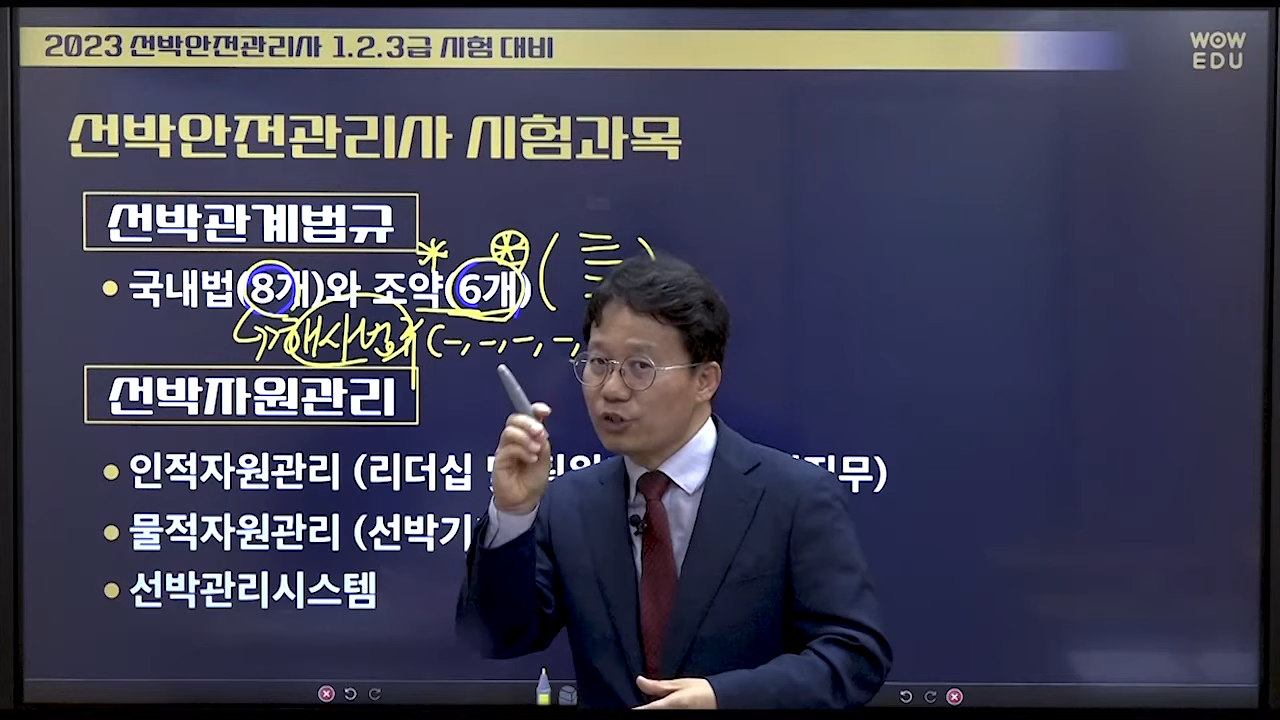 2023 선박안전관리사 1.2.3급 시험 대비
WOW
EDU
선박안전관리사 시험과목
선박관계법규
• 국내법(8개)와 조약(6개)
해사법규
선박자원관리
• 인적자원관리 (리더십 직무)
• 물적자원관리 (선박기
• 선박관리시스템